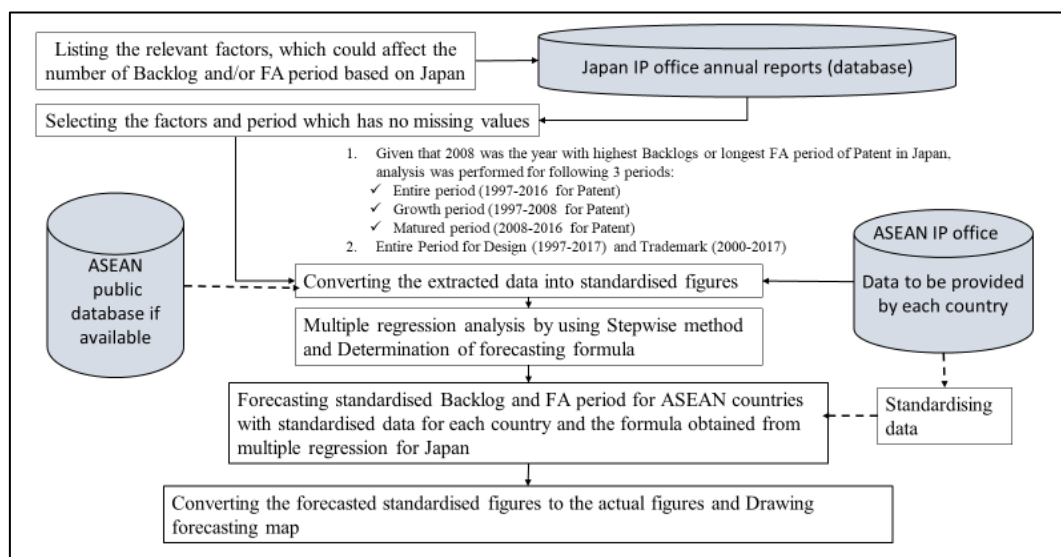 Listing the relevant factors, which could affect the
number of Backlog and/or FA period based on Japan
Japan IP office annual reports (database)
Selecting the factors and period which has no missing values
1. Given that 2008 was the year with highest Backlogs or longest FA period of Patent in Japan,
analysis was performed for following 3 periods:
✓ Entire period (1997-2016 for Patent)
✓ Growth period (1997-2008 for Patent)
✓ Matured period (2008-2016 for Patent)
2. Entire Period for Design (1997-2017) and Trademark (2000-2017)
ASEAN
public
database if
available
ASEAN IP office
Data to be provided
by each country
Converting the extracted data into standardised figures
Multiple regression analysis by using Stepwise method
and Determination of forecasting formula
Forecasting standardised Backlog and FA period for ASEAN countries
with standardised data for each country and the formula obtained from
multiple regression for Japan
Standardising
data
Converting the forecasted standardised figures to the actual figures and Drawing
forecasting map